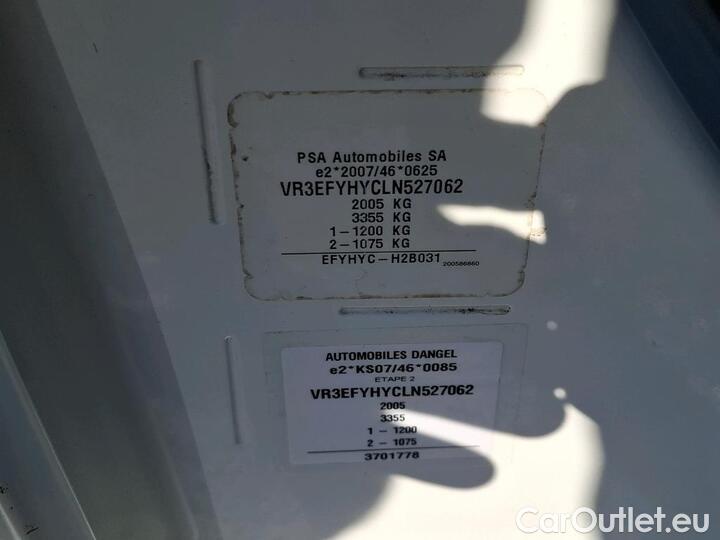 PSA Automobiles SA
e2*2007/46*0625
VR3EFYHYCLN527062
2005 KG
3355 KG
1-1200 KG
2-1075 KG
EFYHYC-H2B031
200586860
AUTOMOBILES DANGEL
e2*KS07/46*0085
ETAPE 2
VR3EFYHYCLN527062
2005
3355
1 - 1200
2 - 1075
3701778
CarOutlet.eu